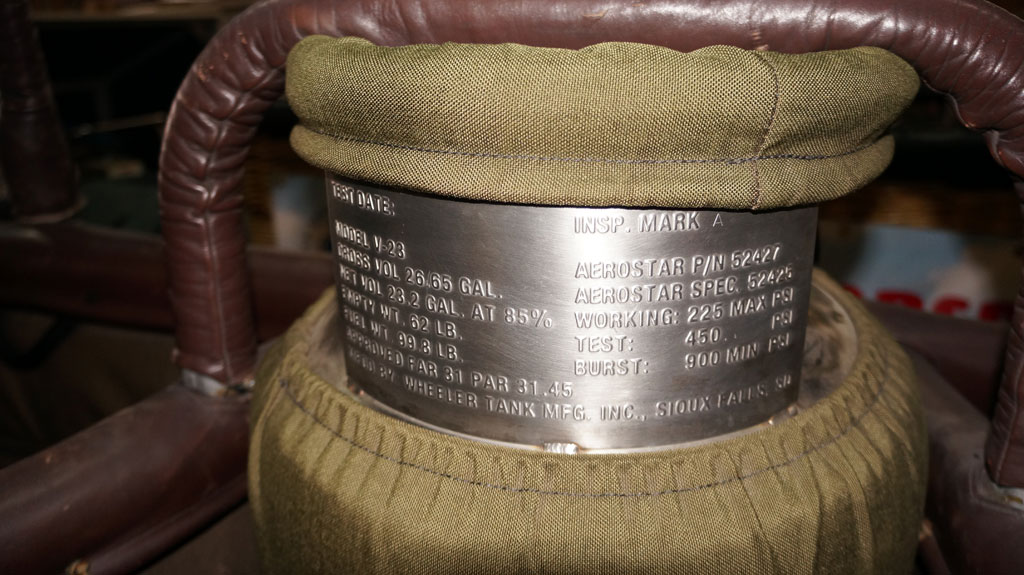 TEST DATE:
MODEL V-23
GROSS VOL 26.65 GAL.
NET VOL 23.2 GAL. AT 85%
EMPTY WT. 62 LB.
FUEL WT. 99.8 LB.
APPROVED FAR 31 PAR 31.45
BY WHEELER TANK MFG. INC., SIOUX FALLS, SD
INSP. MARK A
AEROSTAR P/N 52427
AEROSTAR SPEC. 52425
WORKING: 225 MAX PSI
TEST: 450 PSI
BURST: 900 MIN PSI